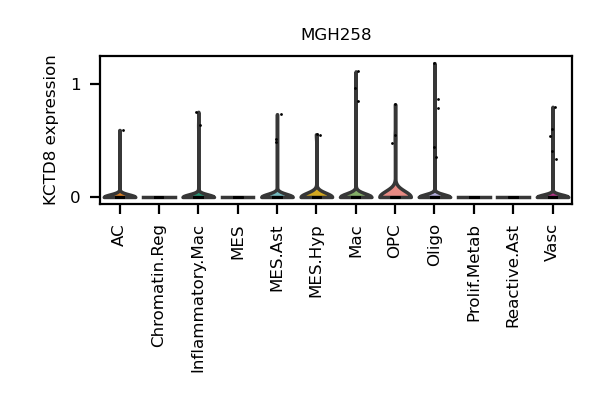 MGH258
KCTD8 expression
1
0
AC
Chromatin.Reg
Inflammatory.Mac
MES
MES.Ast
MES.Hyp
Mac
OPC
Oligo
Prolif.Metab
Reactive.Ast
Vasc